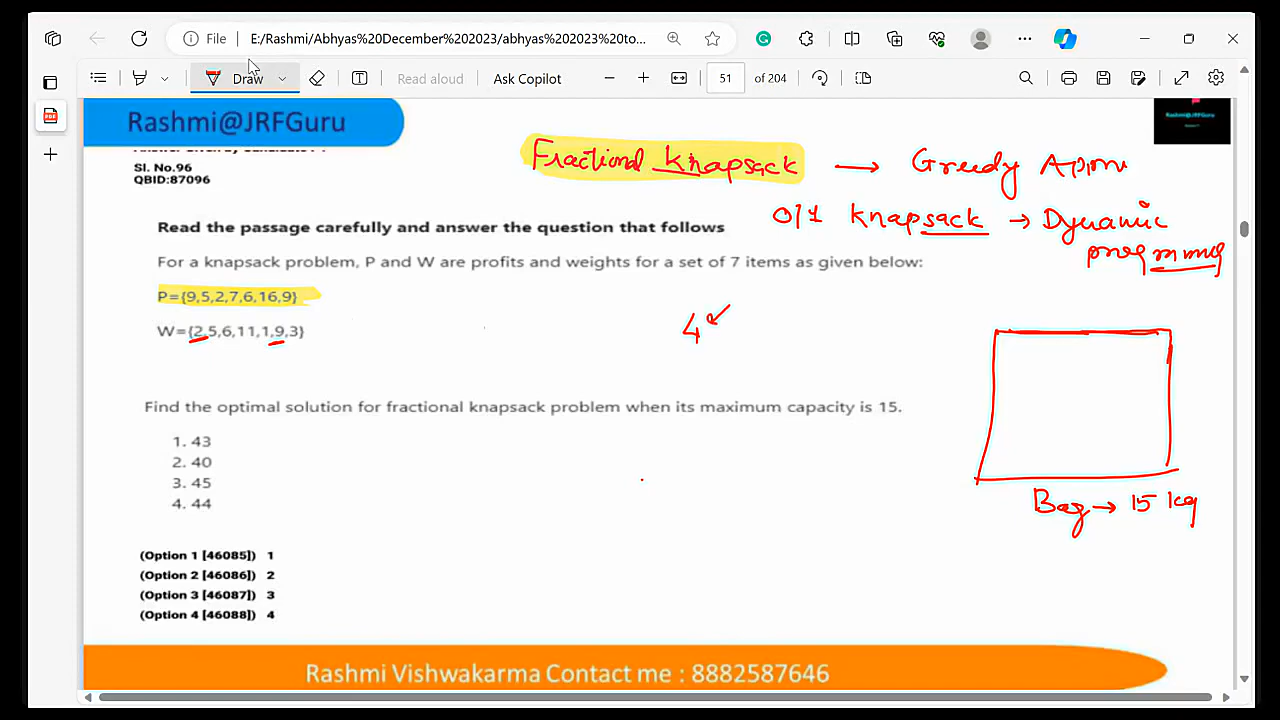 File E:/Rashmi/Abhyas%20December%202023/abhyas%202023%20to...
Draw Read aloud Ask Copilot 51 of 204
Rashmi@JRFGuru
Sl. No.96
QBID:87096
Fractional Knapsack → Greedy
0/1 Knapsack → Dynamic
Read the passage carefully and answer the question that follows
For a knapsack problem, P and W are profits and weights for a set of 7 items as given below:
P={9,5,2,7,6,16,9}
W={2,5,6,11,1,9,3}
4
Find the optimal solution for fractional knapsack problem when its maximum capacity is 15.
1. 43
2. 40
3. 45
4. 44
Bag → 15 kg
(Option 1 [46085]) 1
(Option 2 [46086]) 2
(Option 3 [46087]) 3
(Option 4 [46088]) 4
Rashmi Vishwakarma Contact me : 8882587646